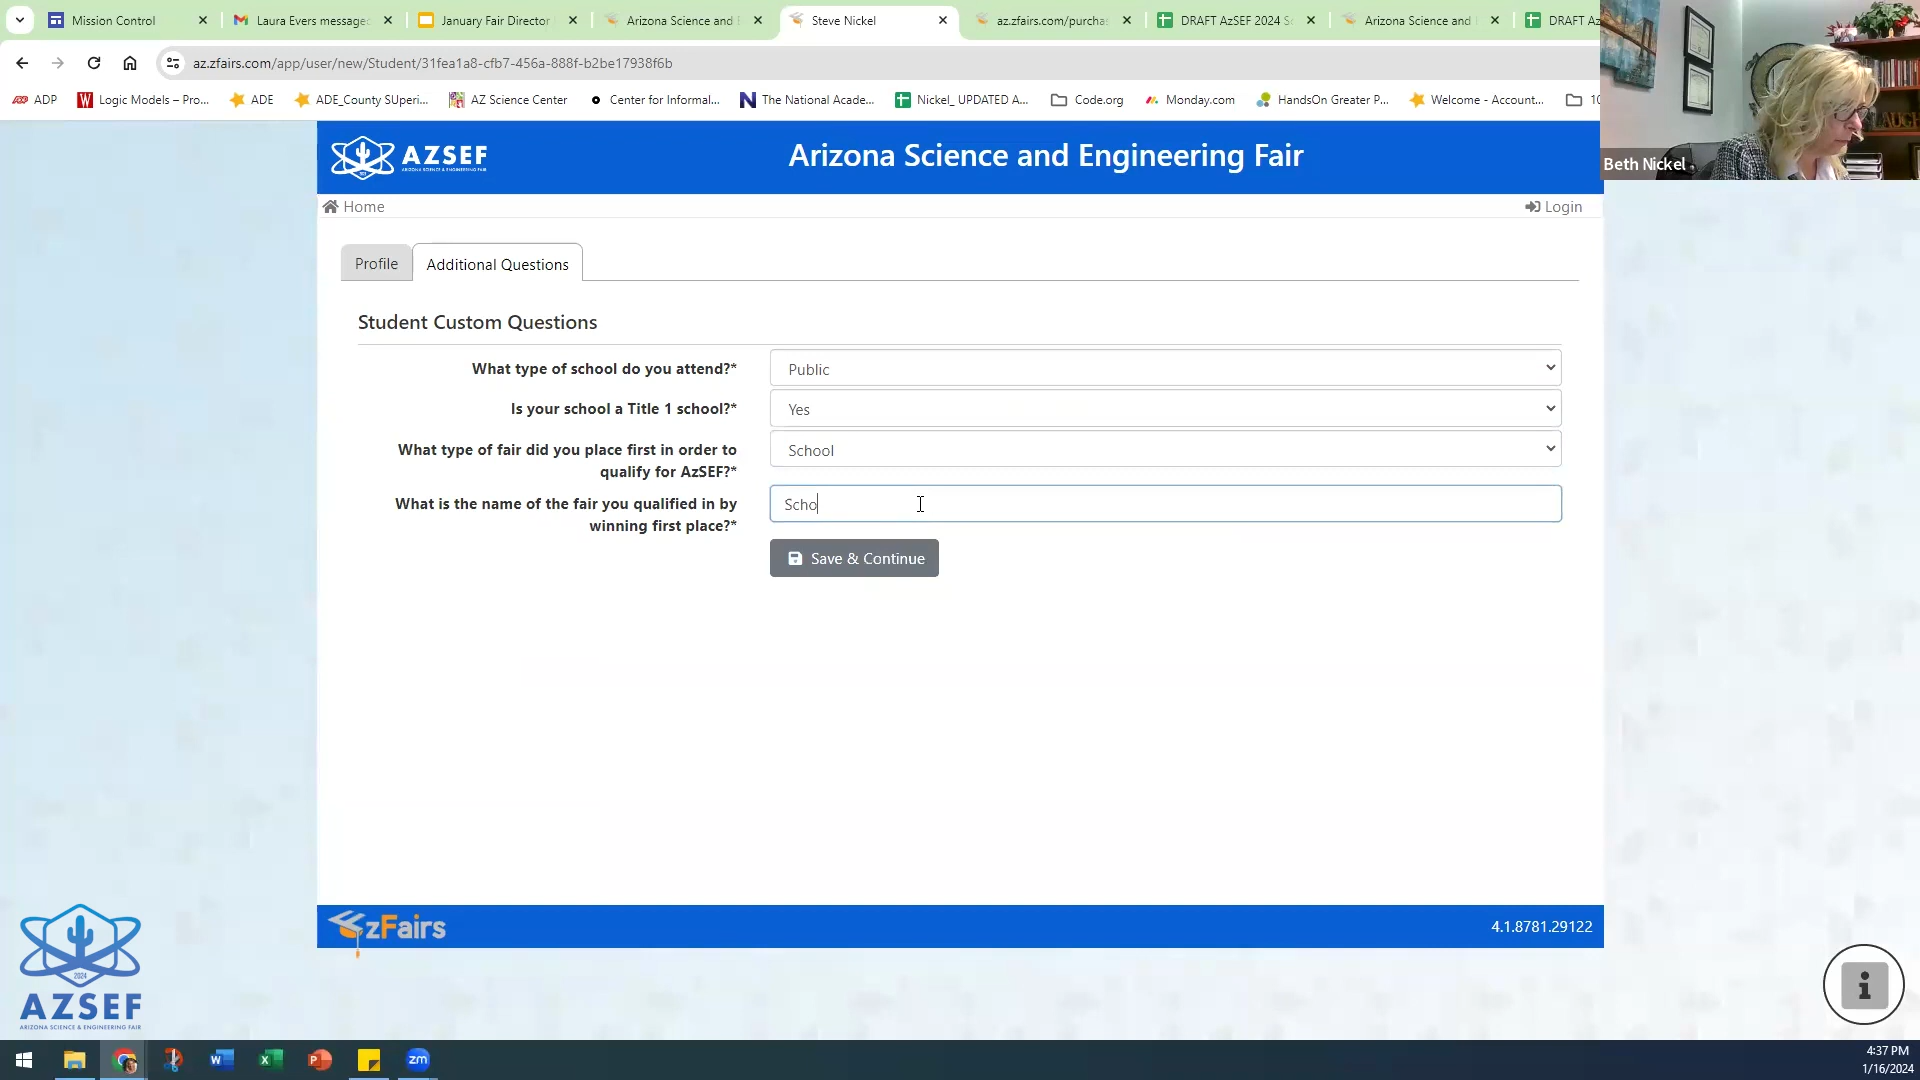 Mission Control
Laura Evers message
January Fair Director
Arizona Science and E
Steve Nickel
az.zfairs.com/purcha
DRAFT AzSEF 2024 S
Arizona Science and
DRAFT Az
az.zfairs.com/app/user/new/Student/31fea1a8-cfb7-456a-888f-b2be17938f6b
ADP
Logic Models – Pro...
ADE
ADE_County SUperi...
AZ Science Center
Center for Informal...
The National Acade...
Nickel_ UPDATED A...
Code.org
Monday.com
HandsOn Greater P...
Welcome - Account...
10
Beth Nickel
AZSEF
ARIZONA SCIENCE & ENGINEERING FAIR
Arizona Science and Engineering Fair
Home
Login
Profile
Additional Questions
Student Custom Questions
What type of school do you attend?*
Public
Is your school a Title 1 school?*
Yes
What type of fair did you place first in order to
qualify for AzSEF?*
School
What is the name of the fair you qualified in by
winning first place?*
Scho
Save & Continue
zFairs
4.1.8781.29122
2024
AZSEF
ARIZONA SCIENCE & ENGINEERING FAIR
zm
4:37 PM
1/16/2024